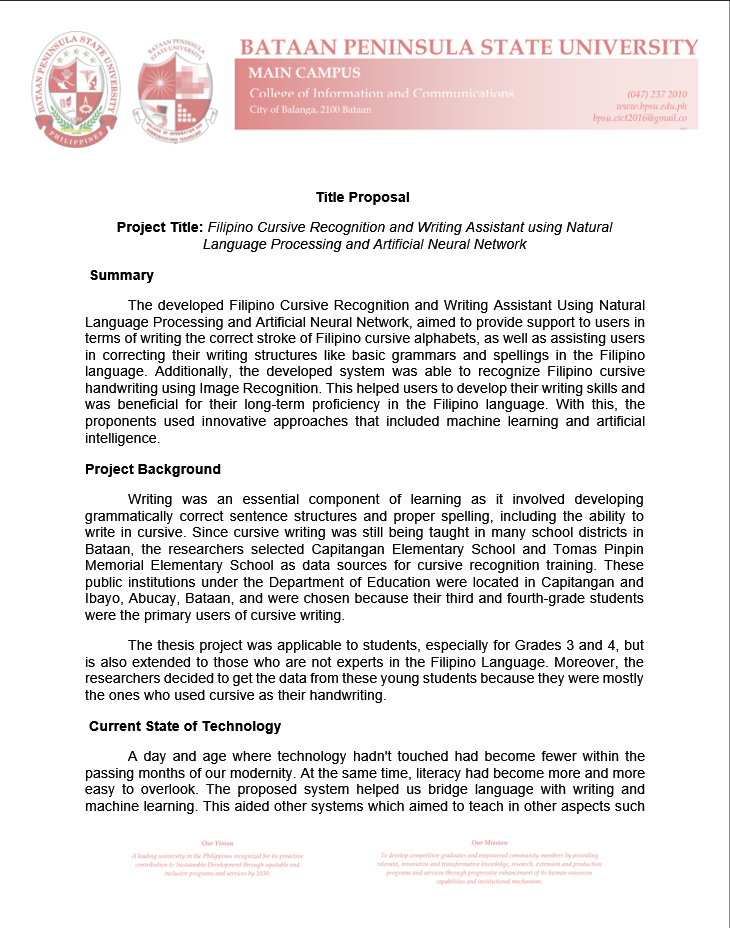 BATAAN PENINSULA STATE UNIVERSITY
PHILIPPINES
BATAAN PENINSULA
STATE UNIVERSITY
BATAAN PENINSULA STATE UNIVERSITY
MAIN CAMPUS
College of Information and Communications
City of Balanga, 2100 Bataan
(047) 237 2010
www.bpsu.edu.ph
bpsu.cict2016@gmail.co
Title Proposal
Project Title: Filipino Cursive Recognition and Writing Assistant using Natural
Language Processing and Artificial Neural Network
Summary
The developed Filipino Cursive Recognition and Writing Assistant Using Natural
Language Processing and Artificial Neural Network, aimed to provide support to users in
terms of writing the correct stroke of Filipino cursive alphabets, as well as assisting users
in correcting their writing structures like basic grammars and spellings in the Filipino
language. Additionally, the developed system was able to recognize Filipino cursive
handwriting using Image Recognition. This helped users to develop their writing skills and
was beneficial for their long-term proficiency in the Filipino language. With this, the
proponents used innovative approaches that included machine learning and artificial
intelligence.
Project Background
Writing was an essential component of learning as it involved developing
grammatically correct sentence structures and proper spelling, including the ability to
write in cursive. Since cursive writing was still being taught in many school districts in
Bataan, the researchers selected Capitangan Elementary School and Tomas Pinpin
Memorial Elementary School as data sources for cursive recognition training. These
public institutions under the Department of Education were located in Capitangan and
Ibayo, Abucay, Bataan, and were chosen because their third and fourth-grade students
were the primary users of cursive writing.
The thesis project was applicable to students, especially for Grades 3 and 4, but
is also extended to those who are not experts in the Filipino Language. Moreover, the
researchers decided to get the data from these young students because they were mostly
the ones who used cursive as their handwriting.
Current State of Technology
A day and age where technology hadn't touched had become fewer within the
passing months of our modernity. At the same time, literacy had become more and more
easy to overlook. The proposed system helped us bridge language with writing and
machine learning. This aided other systems which aimed to teach in other aspects such
Our Vision
A leading university in the Philippines recognized for its proactive
contribution to Sustainable Development through equitable and
inclusive programs and services by 2030.
Our Mission
To develop competitive graduates and empowered community members by providing
relevant, innovative and transformative knowledge, research, extension and production
programs and services through progressive enhancement of its human resources
capabilities and institutional mechanism.